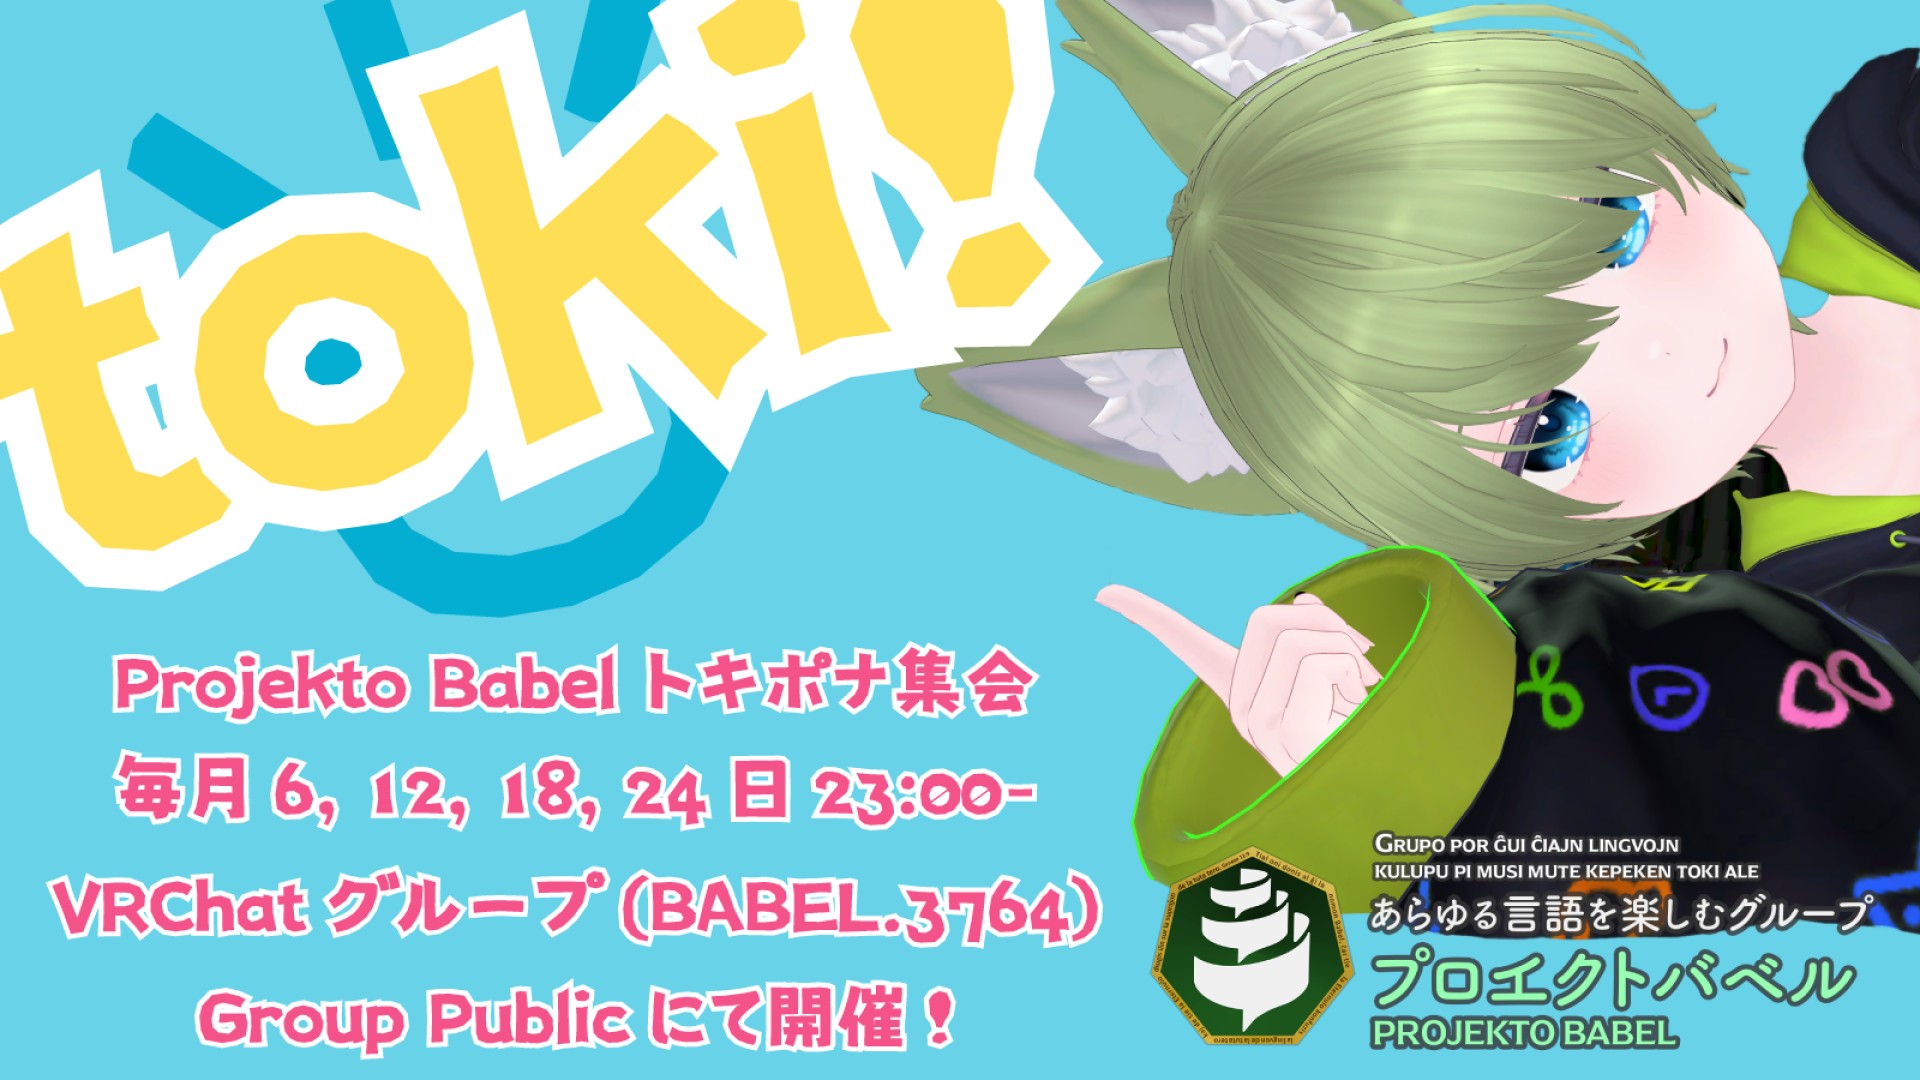 toki!
Projekto Babel トキポナ集会
毎月 6, 12, 18, 24 日 23:00-
VRChat グループ (BABEL.3764)
Group Public にて開催！
GRUPO POR ĜUI ĈIAJN LINGVOJN
KULUPU PI MUSI MUTE KEPEKEN TOKI ALE
あらゆる言語を楽しむグループ
プロエクトバベル
PROJEKTO BABEL